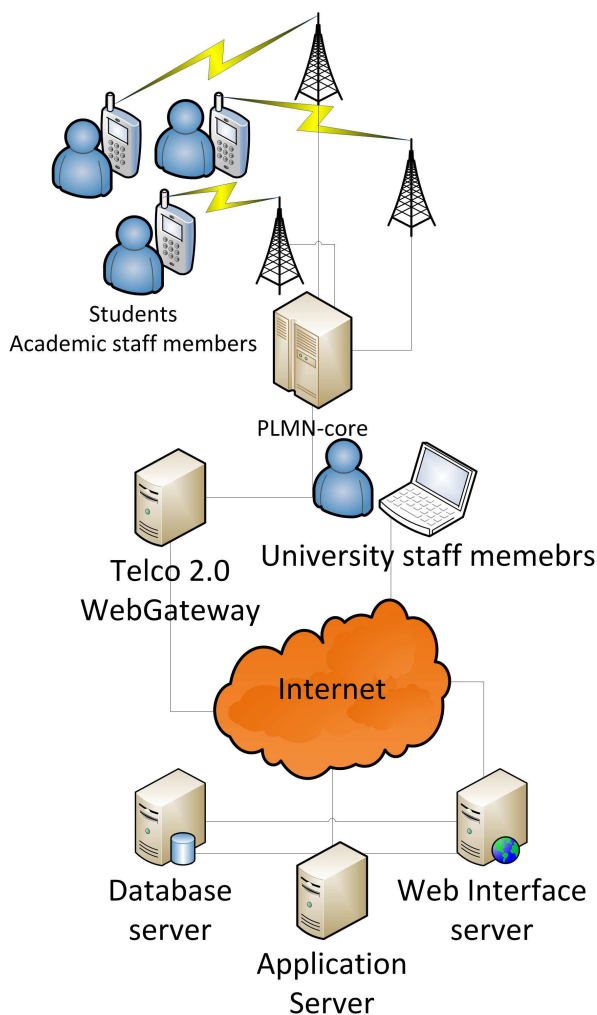 Students
Academic staff members
PLMN-core
Telco 2.0
WebGateway
University staff memebrs
Internet
Database
server
Web Interface
server
Application
Server